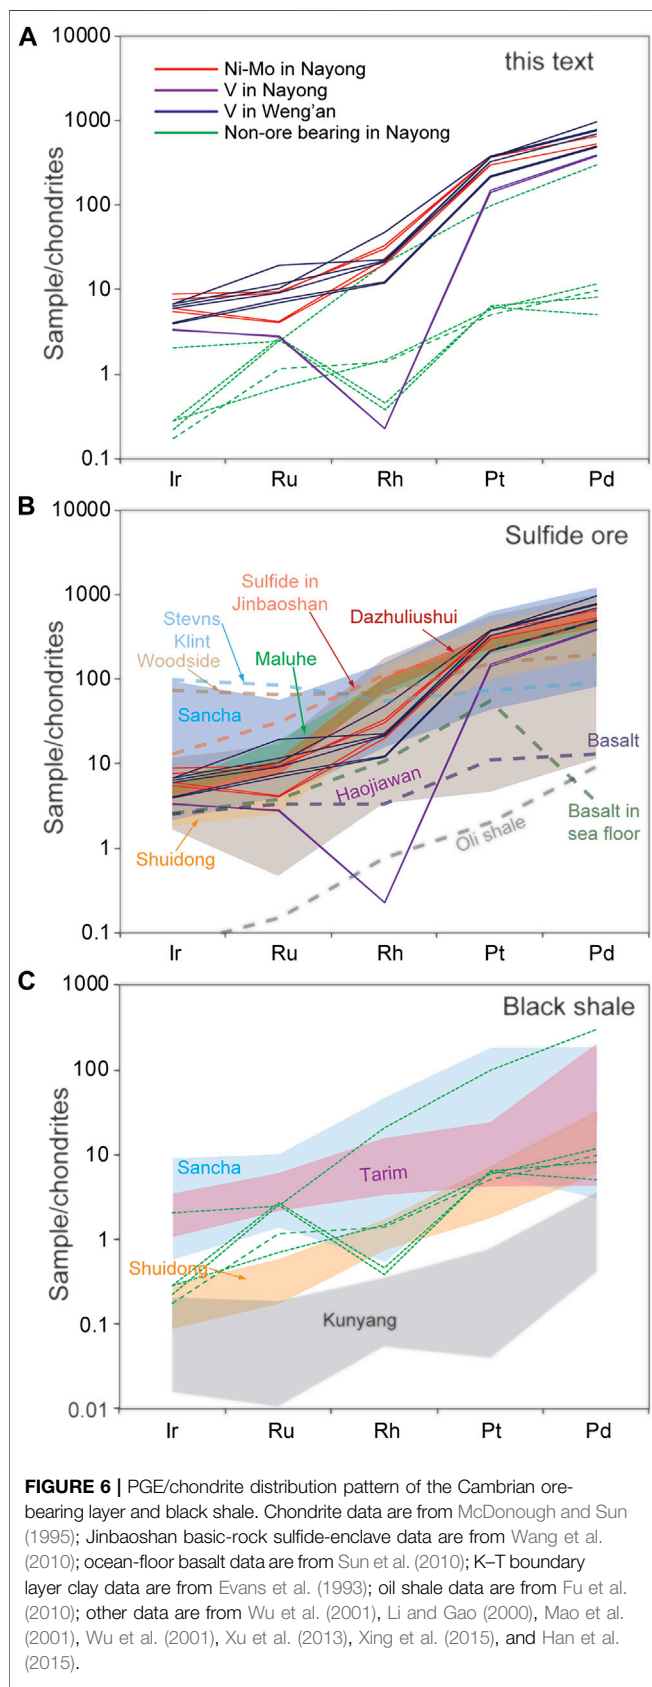 A
10000
1000
100
10
1
0.1
Sample/chondrites
this text
Ni-Mo in Nayong
V in Nayong
V in Weng'an
Non-ore bearing in Nayong
Ir Ru Rh Pt Pd
B
10000
1000
100
10
1
0.1
Sample/chondrites
Sulfide ore
Sulfide in
Jinbaoshan
Stevns
Klint
Woodside
Maluhe
Dazhuliushui
Sancha
Haojiawan
Basalt
Basalt in
sea floor
Oli shale
Shuidong
Ir Ru Rh Pt Pd
C
1000
100
10
1
0.1
0.01
Sample/chondrites
Black shale
Sancha
Tarim
Shuidong
Kunyang
Ir Ru Rh Pt Pd
FIGURE 6 | PGE/chondrite distribution pattern of the Cambrian ore-
bearing layer and black shale. Chondrite data are from McDonough and Sun
(1995); Jinbaoshan basic-rock sulfide-enclave data are from Wang et al.
(2010); ocean-floor basalt data are from Sun et al. (2010); K–T boundary
layer clay data are from Evans et al. (1993); oil shale data are from Fu et al.
(2010); other data are from Wu et al. (2001), Li and Gao (2000), Mao et al.
(2001), Wu et al. (2001), Xu et al. (2013), Xing et al. (2015), and Han et al.
(2015).